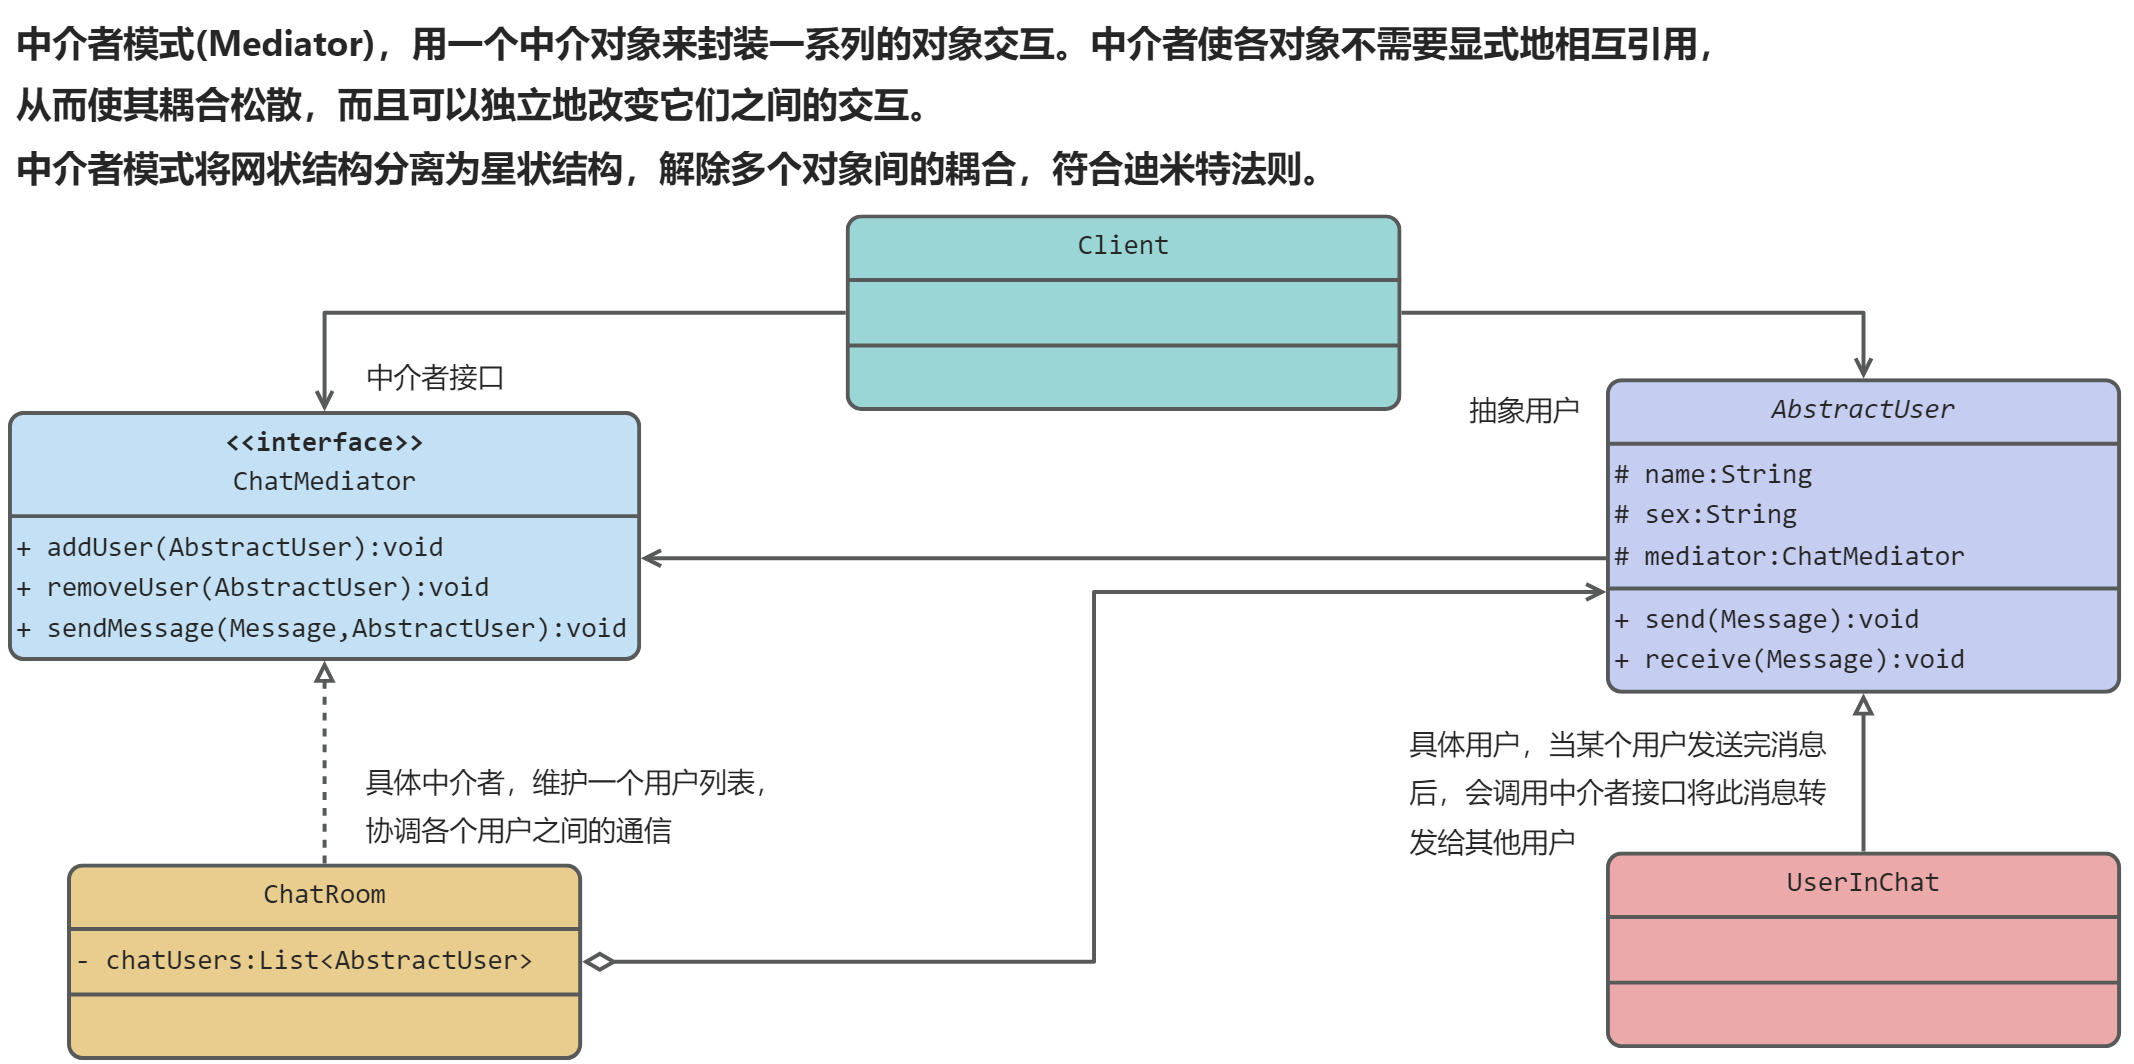 中介者模式(Mediator)，用一个中介对象来封装一系列的对象交互。中介者使各对象不需要显式地相互引用，
从而使其耦合松散，而且可以独立地改变它们之间的交互。
中介者模式将网状结构分离为星状结构，解除多个对象间的耦合，符合迪米特法则。
Client
中介者接口
抽象用户
<<interface>>
ChatMediator
+ addUser(AbstractUser):void
+ removeUser(AbstractUser):void
+ sendMessage(Message,AbstractUser):void
AbstractUser
# name:String
# sex:String
# mediator:ChatMediator
+ send(Message):void
+ receive(Message):void
具体中介者，维护一个用户列表，
协调各个用户之间的通信
具体用户，当某个用户发送完消息
后，会调用中介者接口将此消息转
发给其他用户
ChatRoom
- chatUsers:List<AbstractUser>
UserInChat